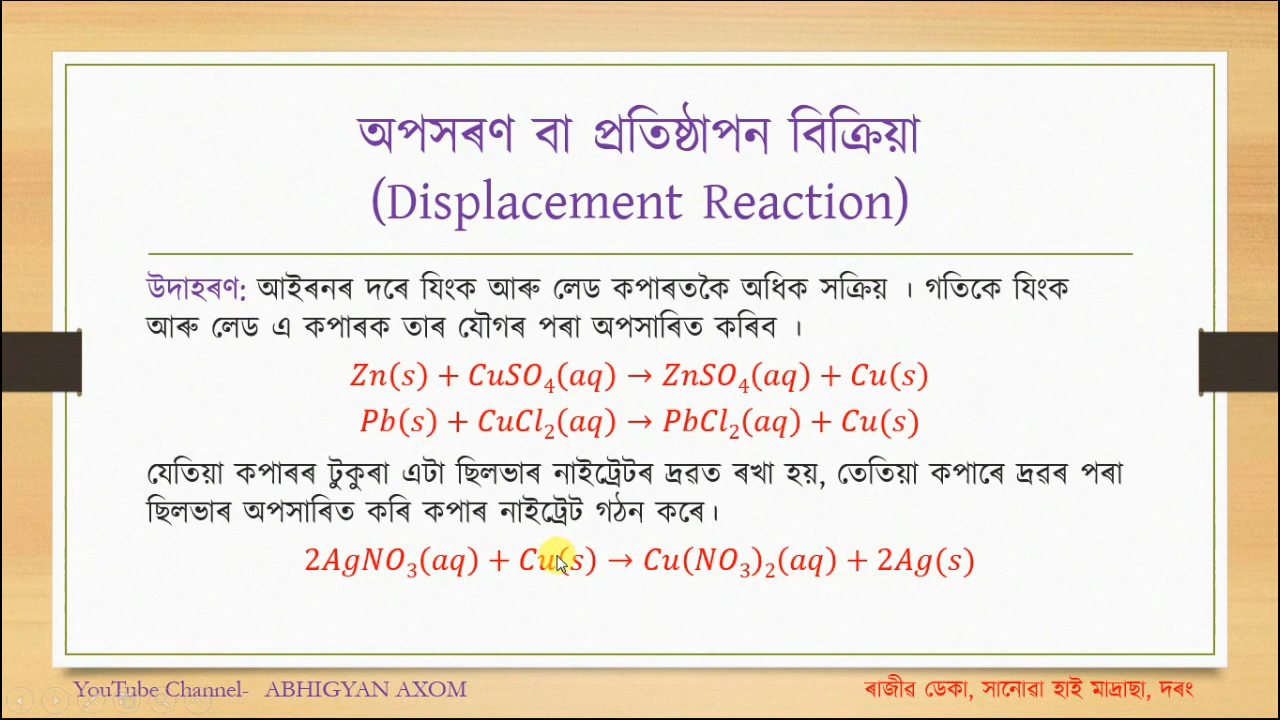 অপসৰণ বা প্ৰতিষ্ঠাপন বিক্ৰিয়া
(Displacement Reaction)
উদাহৰণ: আইৰনৰ দৰে যিংক আৰু লেড কপাৰতকৈ অধিক সক্ৰিয় । গতিকে যিংক
আৰু লেড এ কপাৰক তাৰ যৌগৰ পৰা অপসাৰিত কৰিব ।
Zn(s) + CuSO₄(aq) → ZnSO₄(aq) + Cu(s)
Pb(s) + CuCl₂(aq) → PbCl₂(aq) + Cu(s)
যেতিয়া কপাৰৰ টুকুৰা এটা ছিলভাৰ নাইট্ৰেটৰ দ্ৰৱত ৰখা হয়, তেতিয়া কপাৰে দ্ৰৱৰ পৰা
ছিলভাৰ অপসাৰিত কৰি কপাৰ নাইট্ৰেট গঠন কৰে।
2AgNO₃(aq) + Cu(s) → Cu(NO₃)₂(aq) + 2Ag(s)
YouTube Channel- ABHIGYAN AXOM
ৰাজীৱ ডেকা, সানোৱা হাই মাদ্ৰাছা, দৰং